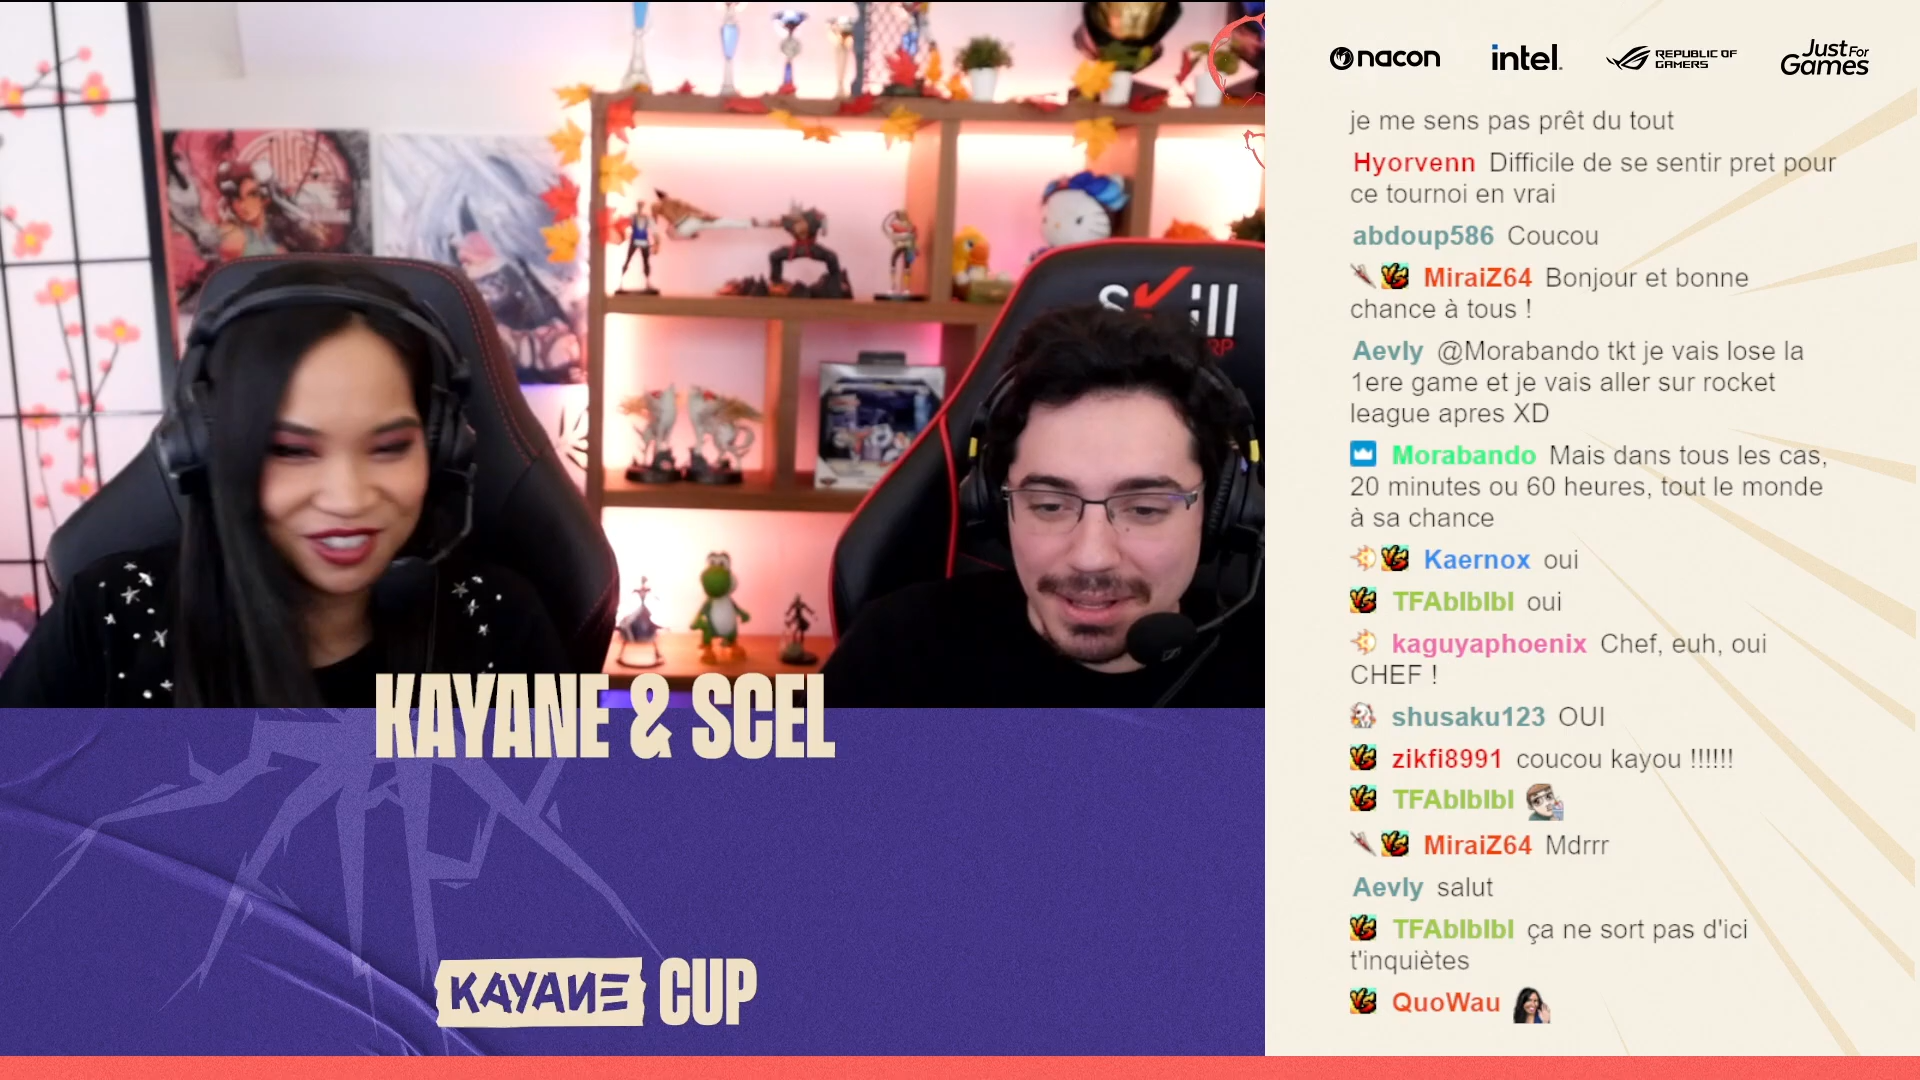 SKILL
RP
KAYANE & SCEL
KAYANE CUP
nacon
intel.
REPUBLIC OF
GAMERS
Just For
Games
je me sens pas prêt du tout
Hyorvenn Difficile de se sentir pret pour
ce tournoi en vrai
abdoup586 Coucou
MiraiZ64 Bonjour et bonne
chance à tous !
Aevly @Morabando tkt je vais lose la
1ere game et je vais aller sur rocket
league apres XD
Morabando Mais dans tous les cas,
20 minutes ou 60 heures, tout le monde
à sa chance
Kaernox oui
TFAblblbl oui
kaguyaphoenix Chef, euh, oui
CHEF !
shusaku123 OUI
zikfi8991 coucou kayou !!!!!!
TFAblblbl
MiraiZ64 Mdrrr
Aevly salut
TFAblblbl ça ne sort pas d'ici
t'inquiètes
QuoWau